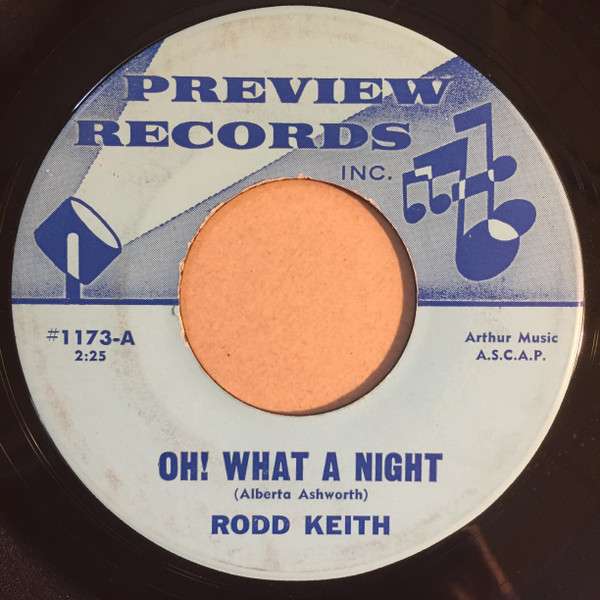 PREVIEW
RECORDS
INC.
#1173-A
2:25
Arthur Music
A.S.C.A.P.
OH! WHAT A NIGHT
(Alberta Ashworth)
RODD KEITH